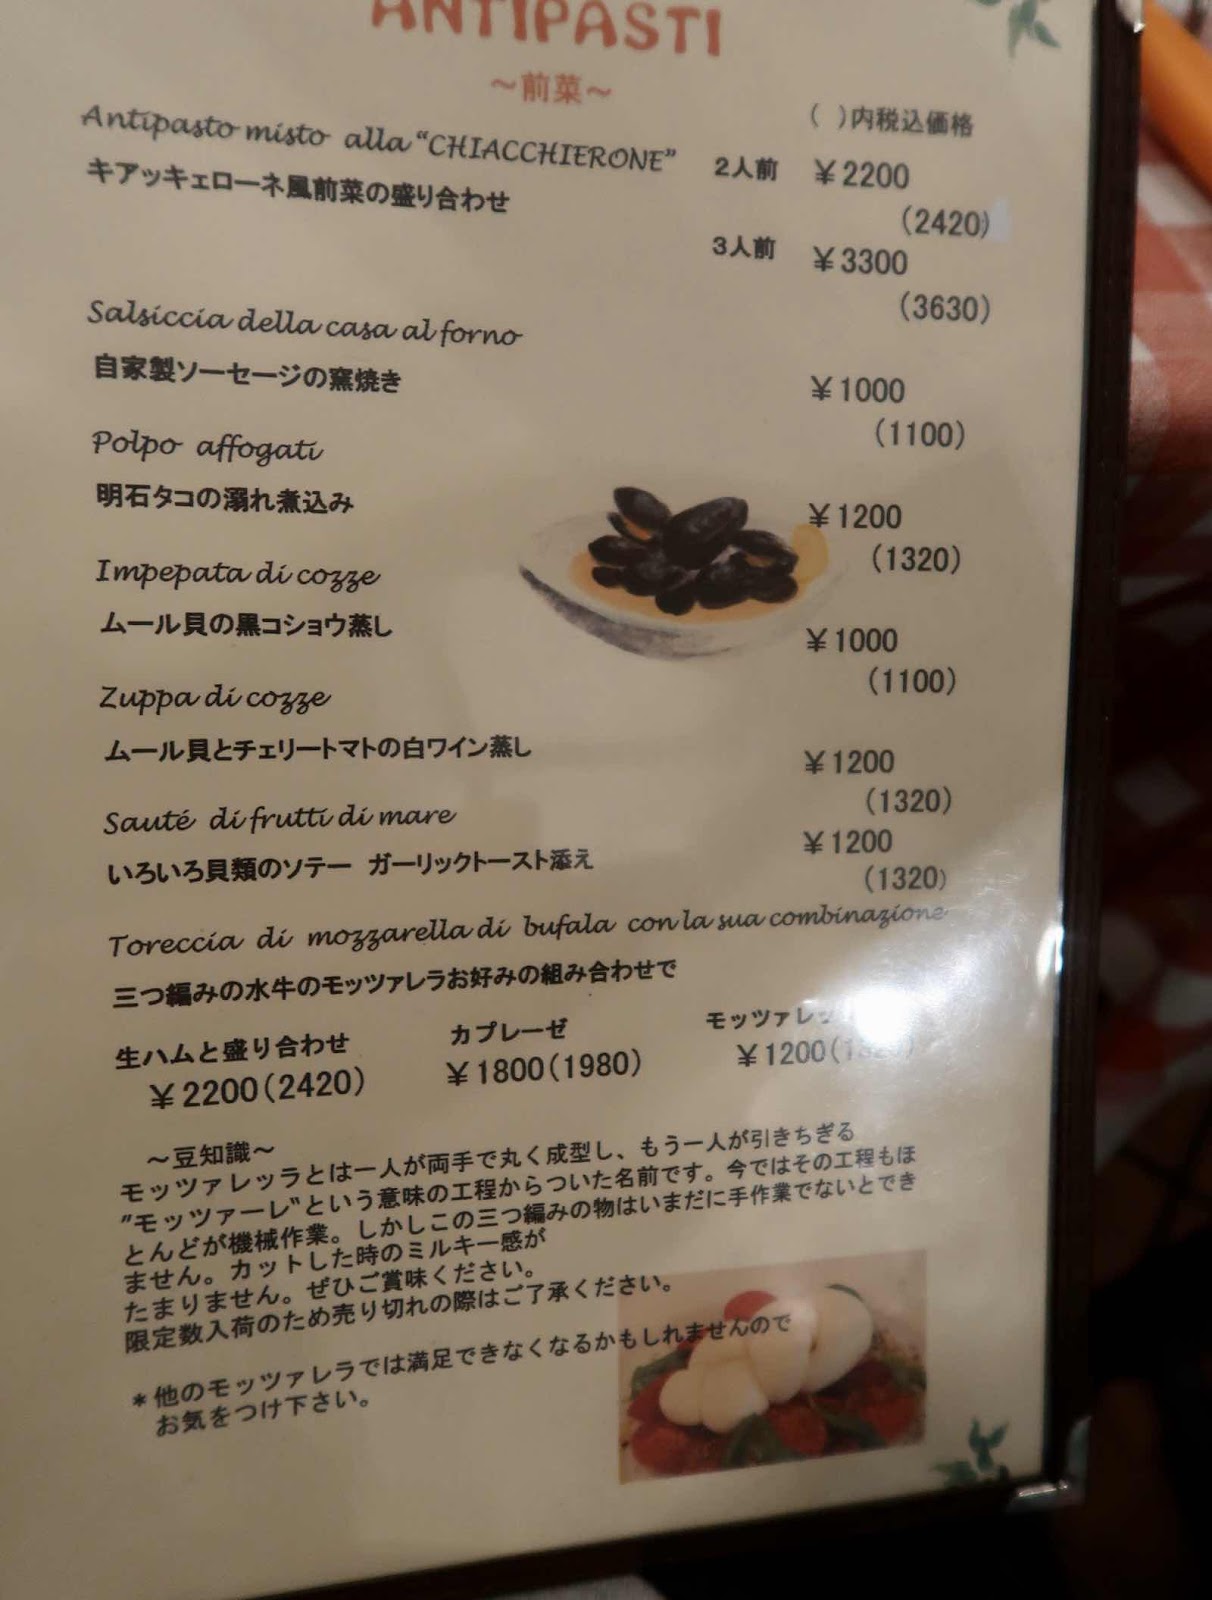 ANTIPASTI
～前菜～
(　)内税込価格
Antipasto misto alla “CHIACCHIERONE”
2人前 ￥2200
キアッキェローネ風前菜の盛り合わせ
(2420)
3人前 ￥3300
(3630)
Salsiccia della casa al forno
自家製ソーセージの窯焼き
￥1000
(1100)
Polpo affogati
明石タコの溺れ煮込み
￥1200
(1320)
Impepata di cozze
ムール貝の黒コショウ蒸し
￥1000
(1100)
Zuppa di cozze
ムール貝とチェリートマトの白ワイン蒸し
￥1200
(1320)
Sauté di frutti di mare
いろいろ貝類のソテー ガーリックトースト添え
￥1200
(1320)
Toreccia di mozzarella di bufala con la sua combinazione
三つ編みの水牛のモッツァレラお好みの組み合わせで
生ハムと盛り合わせ カプレーゼ
￥2200(2420) ￥1800(1980) ￥1200
～豆知識～
モッツァレッラとは一人が両手で丸く成型し、もう一人が引きちぎる
"モッツァーレ"という意味の工程からついた名前です。今ではその工程もほ
とんどが機械作業。しかしこの三つ編みの物はいまだに手作業でないとでき
ません。カットした時のミルキー感が
たまりません。ぜひご賞味ください。
限定数入荷のため売り切れの際はご了承ください。
＊他のモッツァレラでは満足できなくなるかもしれませんので
お気をつけ下さい。